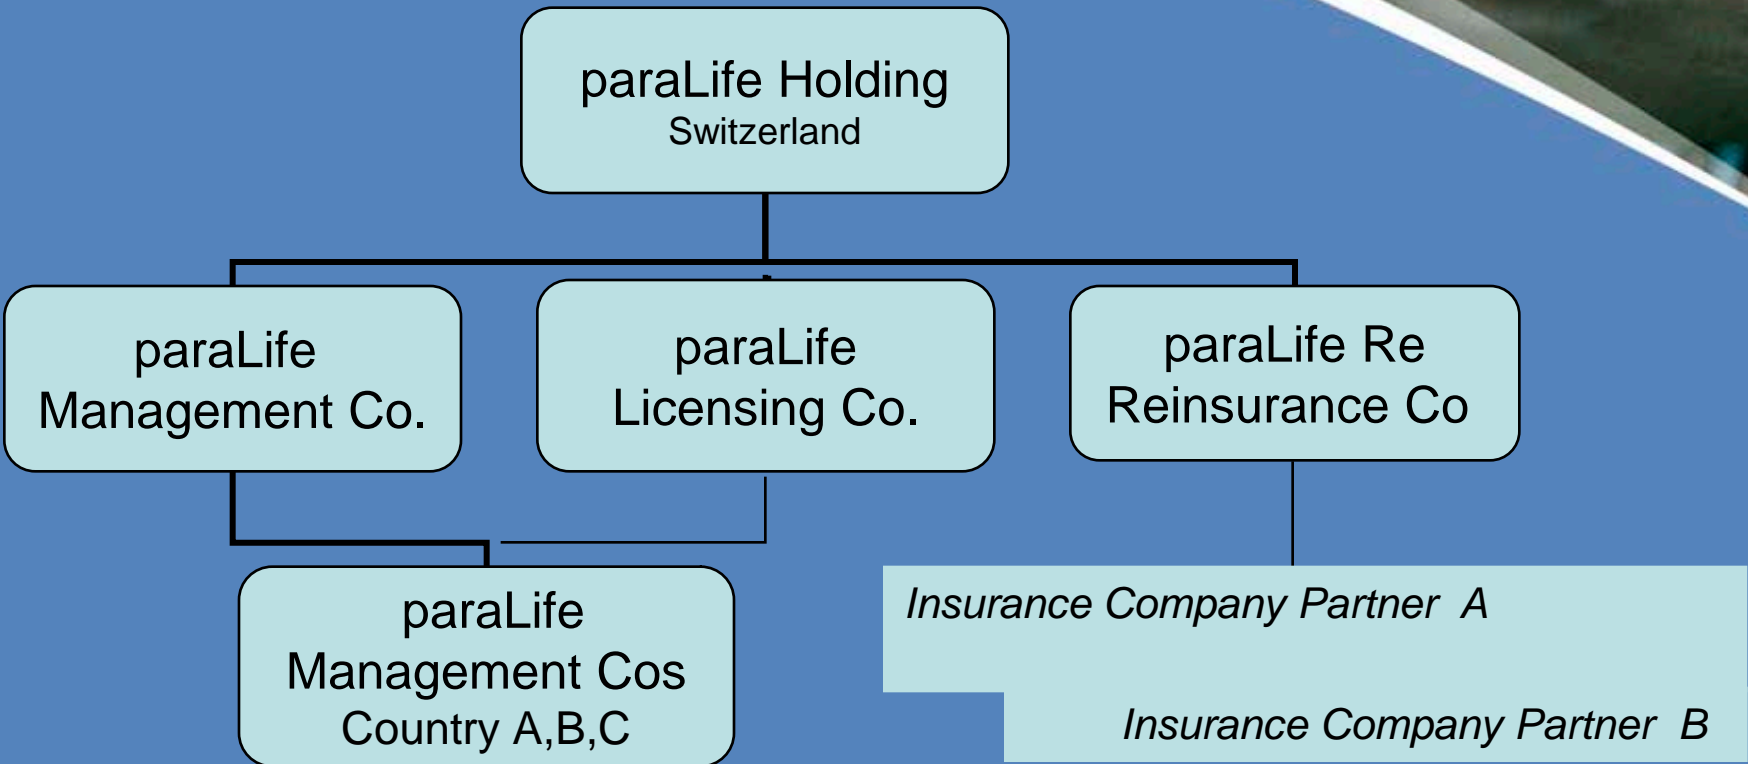 paraLife Holding
Switzerland
paraLife
Management Co.
paraLife
Licensing Co.
paraLife Re
Reinsurance Co
paraLife
Management Cos
Country A,B,C
Insurance Company Partner A
Insurance Company Partner B